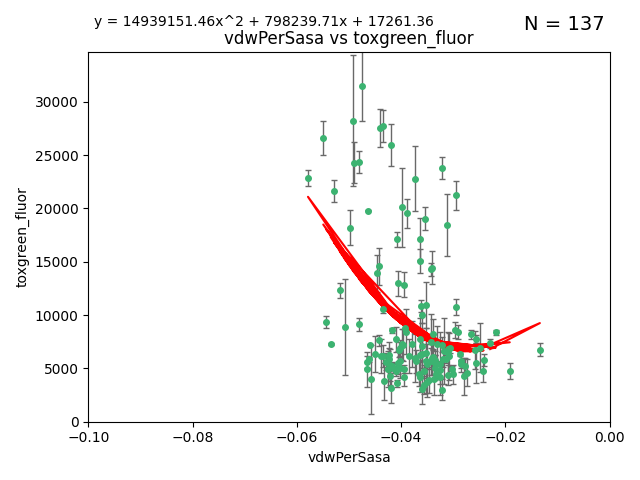 y = 14939151.46x^2 + 798239.71x + 17261.36
N = 137
vdwPerSasa vs toxgreen_fluor
toxgreen_fluor
30000
25000
20000
15000
10000
5000
0
−0.10
−0.08
−0.06
−0.04
−0.02
0.00
vdwPerSasa